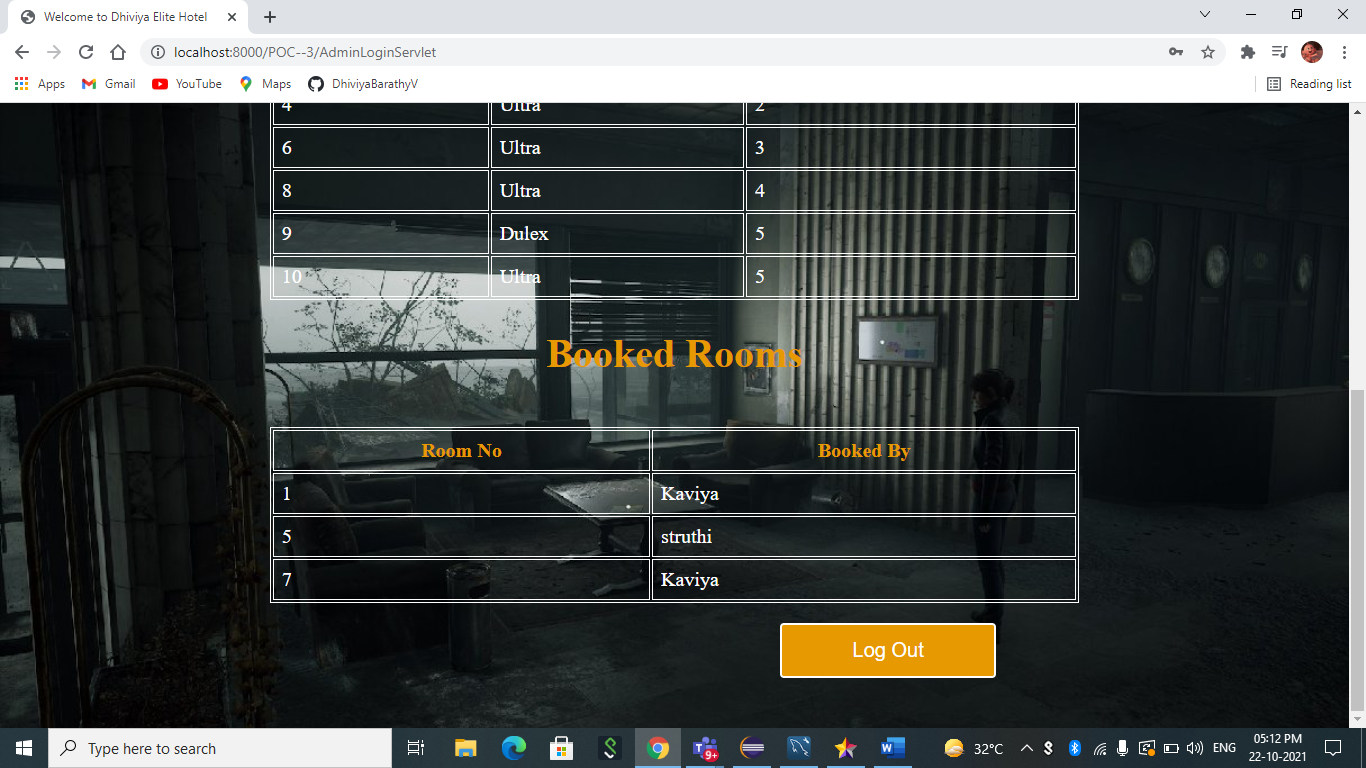 Welcome to Dhiviya Elite Hotel
localhost:8000/POC--3/AdminLoginServlet
Apps Gmail YouTube Maps DhiviyaBarathyV Reading list
4 Ultra 2
6 Ultra 3
8 Ultra 4
9 Dulex 5
10 Ultra 5
Booked Rooms
Room No Booked By
1 Kaviya
5 struthi
7 Kaviya
Log Out
Type here to search 9+ 32°C ENG 05:12 PM
22-10-2021